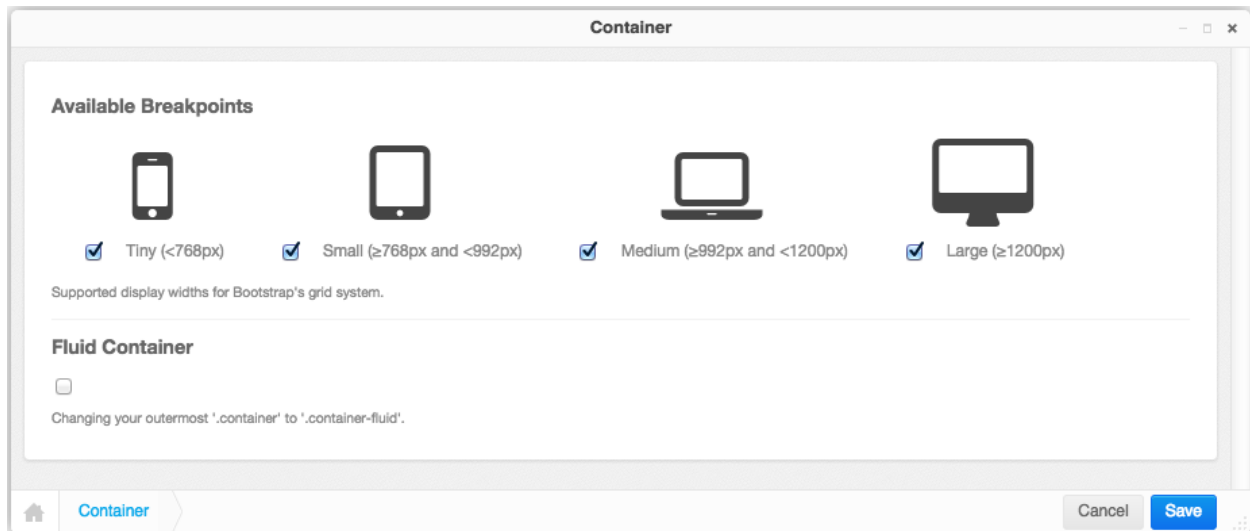 Container
Available Breakpoints
Tiny (<768px)
Small (≥768px and <992px)
Medium (≥992px and <1200px)
Large (≥1200px)
Supported display widths for Bootstrap's grid system.
Fluid Container
Changing your outermost '.container' to '.container-fluid'.
Container
Cancel
Save